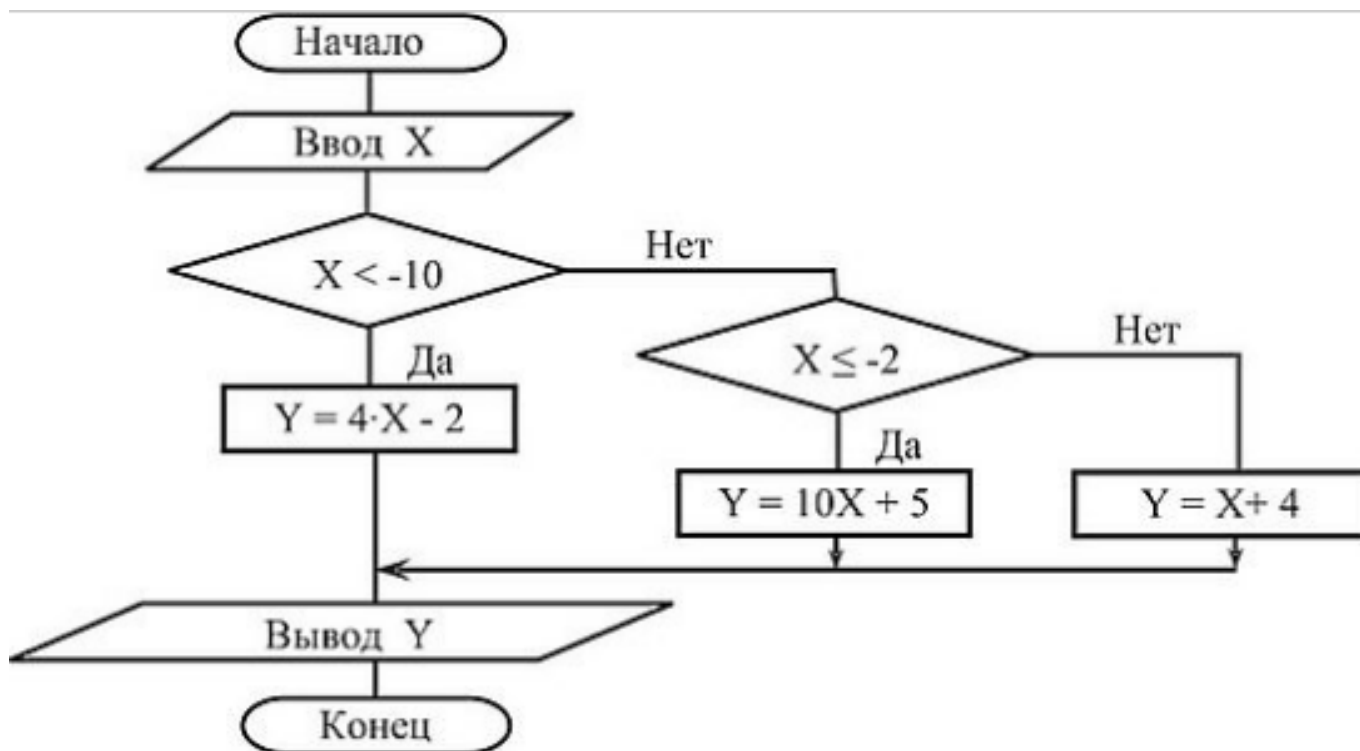 Начало
Ввод X
X < -10
Нет
Да
Y = 4·X - 2
X ≤ -2
Нет
Да
Y = 10X + 5
Y = X+ 4
Вывод Y
Конец